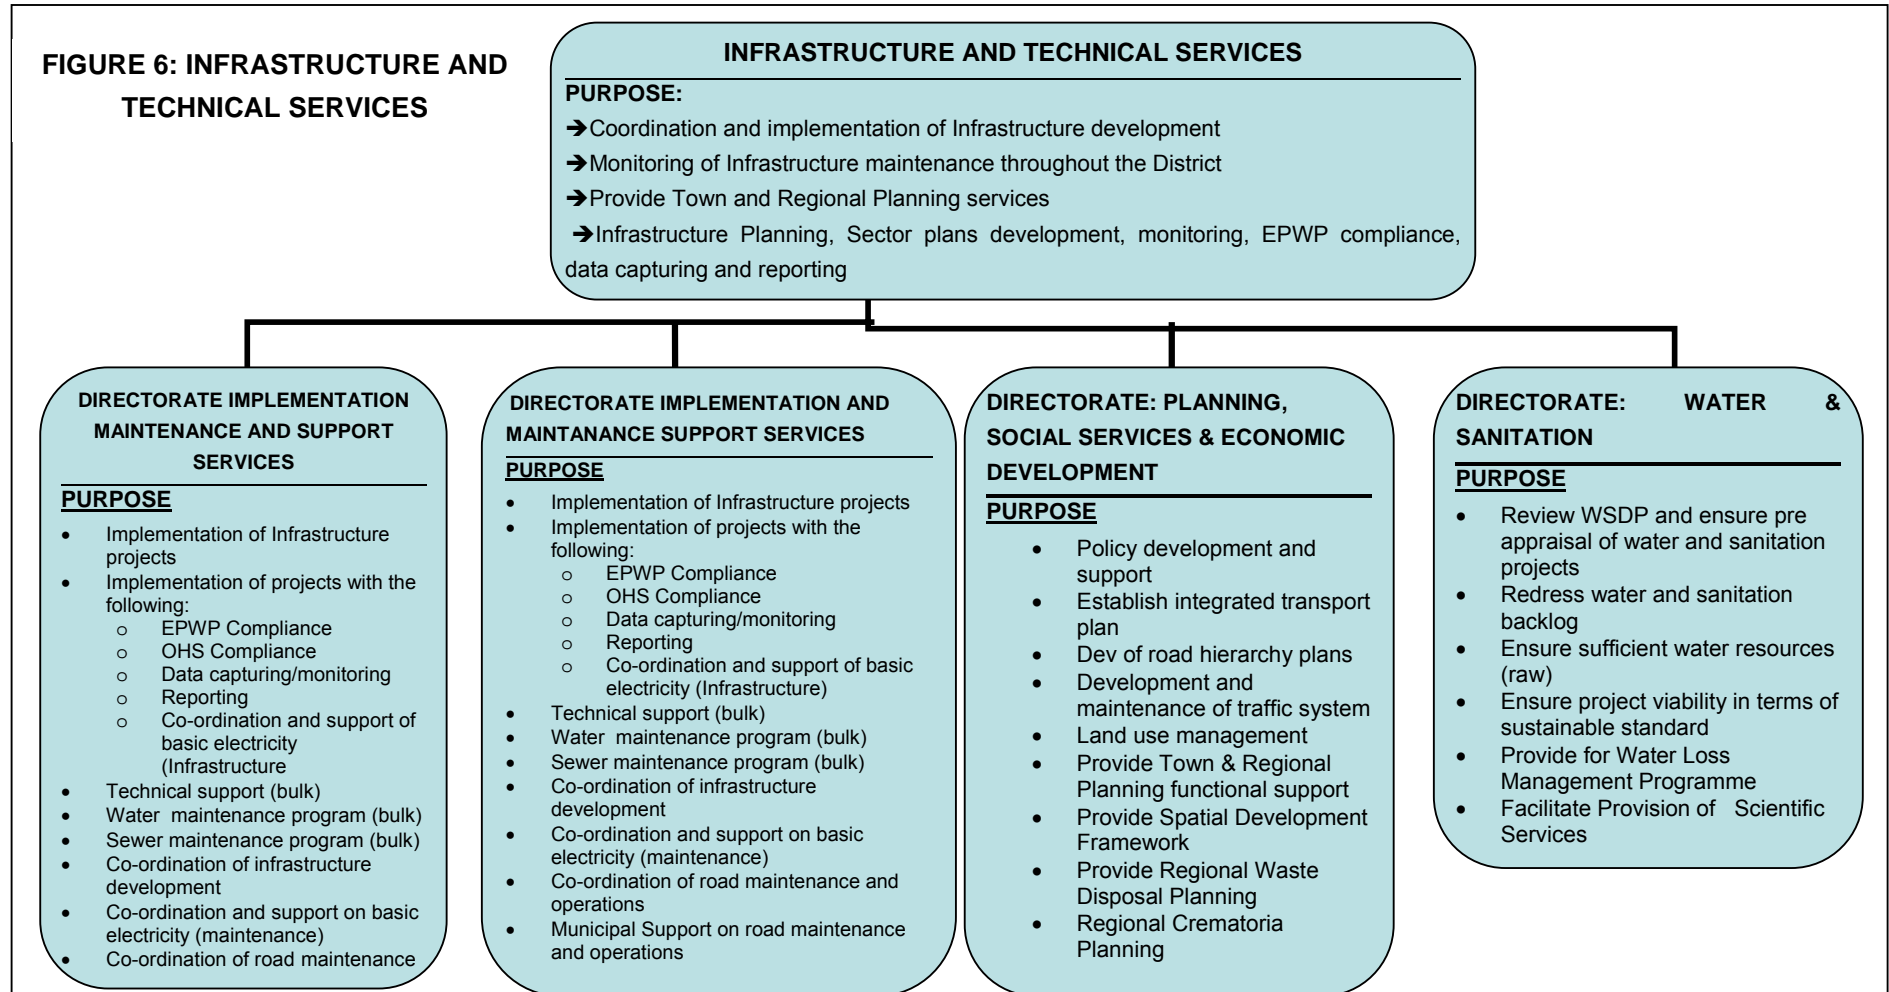 FIGURE 6: INFRASTRUCTURE AND
TECHNICAL SERVICES
INFRASTRUCTURE AND TECHNICAL SERVICES
PURPOSE:
➔Coordination and implementation of Infrastructure development
➔Monitoring of Infrastructure maintenance throughout the District
➔Provide Town and Regional Planning services
➔Infrastructure Planning, Sector plans development, monitoring, EPWP compliance,
data capturing and reporting
DIRECTORATE IMPLEMENTATION
MAINTENANCE AND SUPPORT
SERVICES
PURPOSE
• Implementation of Infrastructure
projects
• Implementation of projects with the
following:
o EPWP Compliance
o OHS Compliance
o Data capturing/monitoring
o Reporting
o Co-ordination and support of
basic electricity
(Infrastructure
• Technical support (bulk)
• Water maintenance program (bulk)
• Sewer maintenance program (bulk)
• Co-ordination of infrastructure
development
• Co-ordination and support on basic
electricity (maintenance)
• Co-ordination of road maintenance
DIRECTORATE IMPLEMENTATION AND
MAINTANANCE SUPPORT SERVICES
PURPOSE
• Implementation of Infrastructure projects
• Implementation of projects with the
following:
o EPWP Compliance
o OHS Compliance
o Data capturing/monitoring
o Reporting
o Co-ordination and support of basic
electricity (Infrastructure)
• Technical support (bulk)
• Water maintenance program (bulk)
• Sewer maintenance program (bulk)
• Co-ordination of infrastructure
development
• Co-ordination and support on basic
electricity (maintenance)
• Co-ordination of road maintenance and
operations
• Municipal Support on road maintenance
and operations
DIRECTORATE: PLANNING,
SOCIAL SERVICES & ECONOMIC
DEVELOPMENT
PURPOSE
• Policy development and
support
• Establish integrated transport
plan
• Dev of road hierarchy plans
• Development and
maintenance of traffic system
• Land use management
• Provide Town & Regional
Planning functional support
• Provide Spatial Development
Framework
• Provide Regional Waste
Disposal Planning
• Regional Crematoria
Planning
DIRECTORATE: WATER &
SANITATION
PURPOSE
• Review WSDP and ensure pre
appraisal of water and sanitation
projects
• Redress water and sanitation
backlog
• Ensure sufficient water resources
(raw)
• Ensure project viability in terms of
sustainable standard
• Provide for Water Loss
Management Programme
• Facilitate Provision of Scientific
Services